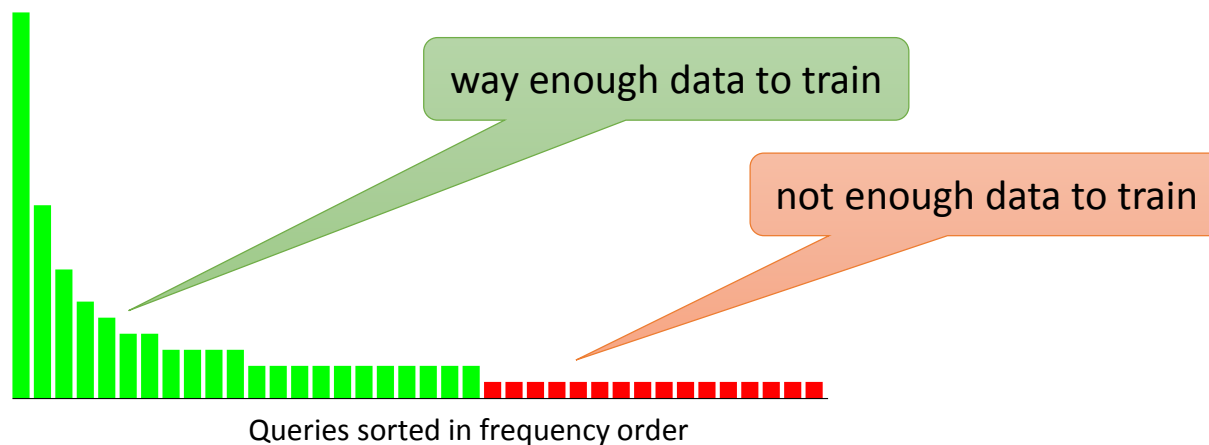 way enough data to train
not enough data to train
Queries sorted in frequency order